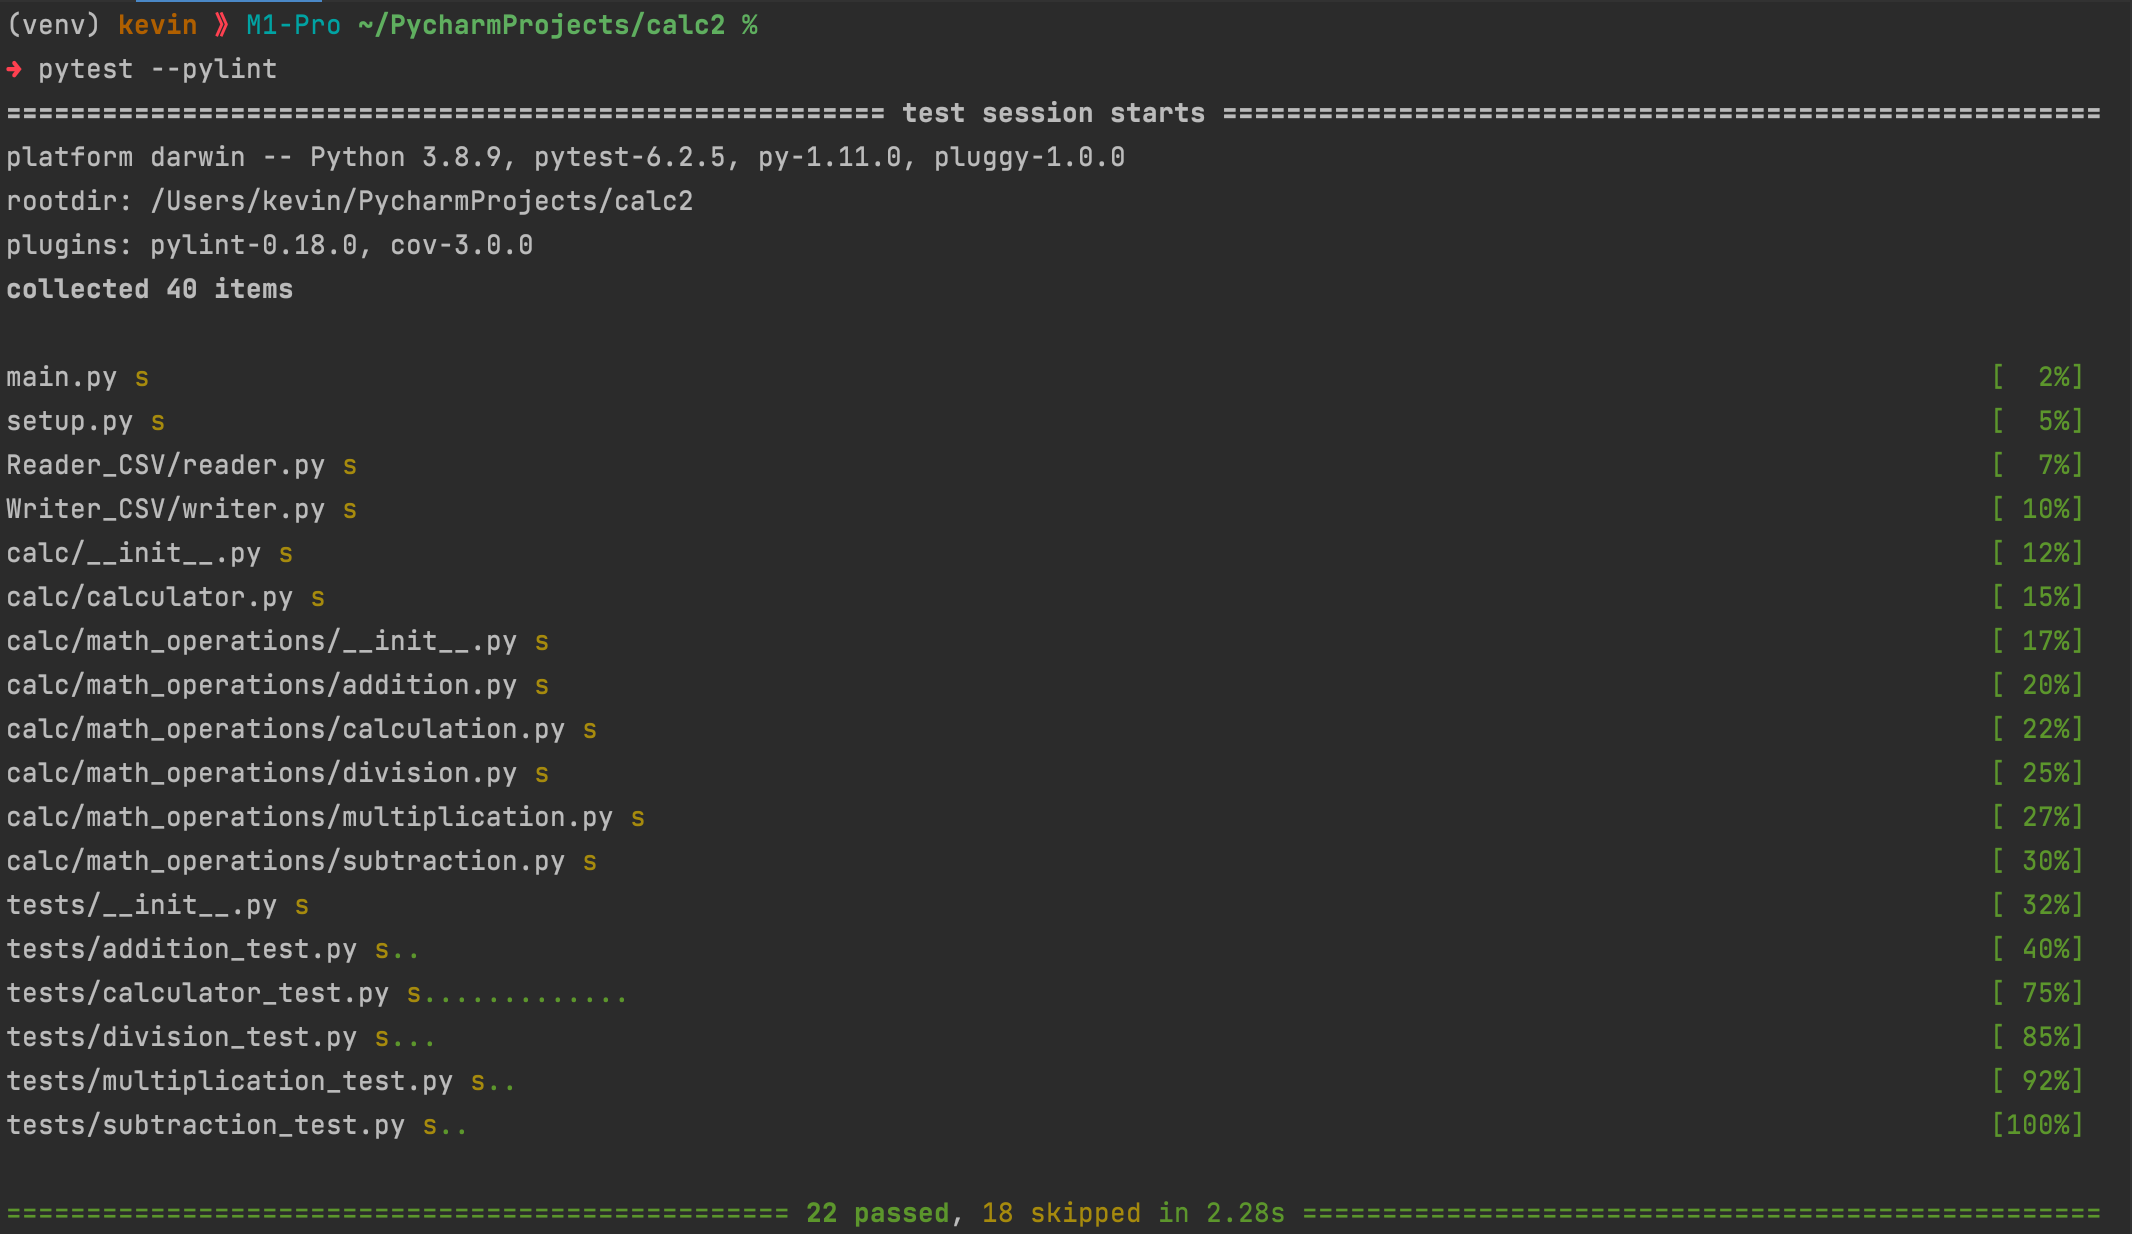 (venv) kevin 》 M1-Pro ~/PycharmProjects/calc2 %
➜ pytest --pylint
======================================================= test session starts =======================================================
platform darwin -- Python 3.8.9, pytest-6.2.5, py-1.11.0, pluggy-1.0.0
rootdir: /Users/kevin/PycharmProjects/calc2
plugins: pylint-0.18.0, cov-3.0.0
collected 40 items

main.py s [  2%]
setup.py s [  5%]
Reader_CSV/reader.py s [  7%]
Writer_CSV/writer.py s [ 10%]
calc/__init__.py s [ 12%]
calc/calculator.py s [ 15%]
calc/math_operations/__init__.py s [ 17%]
calc/math_operations/addition.py s [ 20%]
calc/math_operations/calculation.py s [ 22%]
calc/math_operations/division.py s [ 25%]
calc/math_operations/multiplication.py s [ 27%]
calc/math_operations/subtraction.py s [ 30%]
tests/__init__.py s [ 32%]
tests/addition_test.py s.. [ 40%]
tests/calculator_test.py s............. [ 75%]
tests/division_test.py s... [ 85%]
tests/multiplication_test.py s.. [ 92%]
tests/subtraction_test.py s.. [100%]

================================================= 22 passed, 18 skipped in 2.28s ==================================================